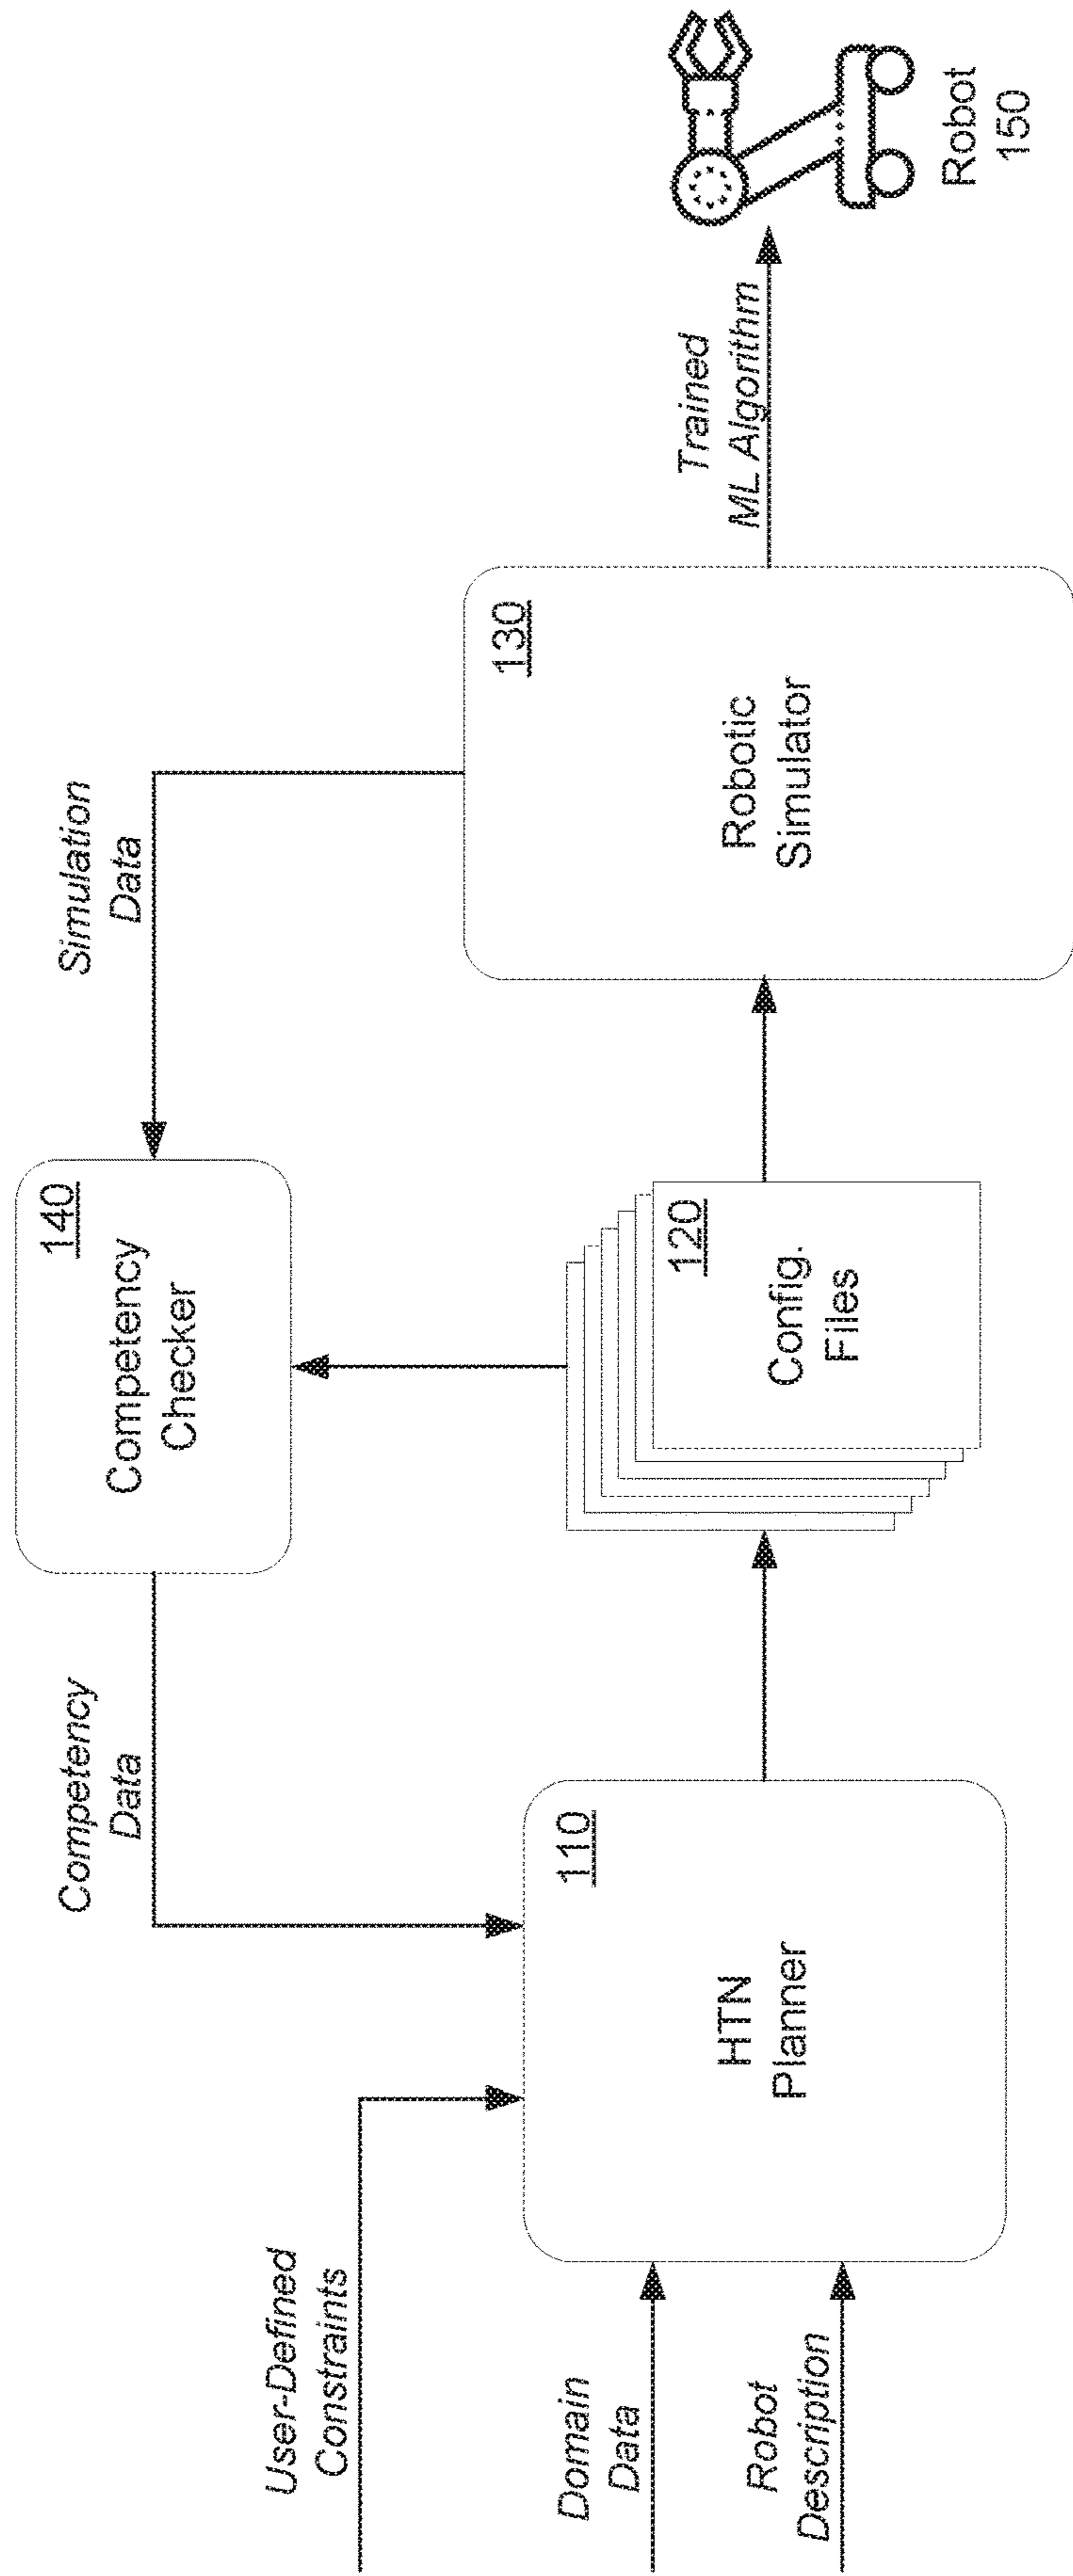 Competency
Data
140
Competency
Checker
Simulation
Data
User-Defined
Constraints
Domain
Data
Robot
Description
110
HTN
Planner
120
Config.
Files
130
Robotic
Simulator
Trained
ML Algorithm
Robot
150